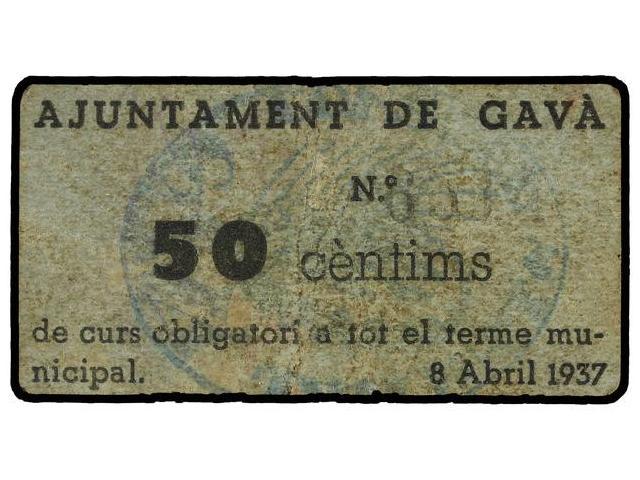 AJUNTAMENT DE GAVÀ
N.º
50 cèntims
de curs obligatori a tot el terme mu-
nicipal. 8 Abril 1937